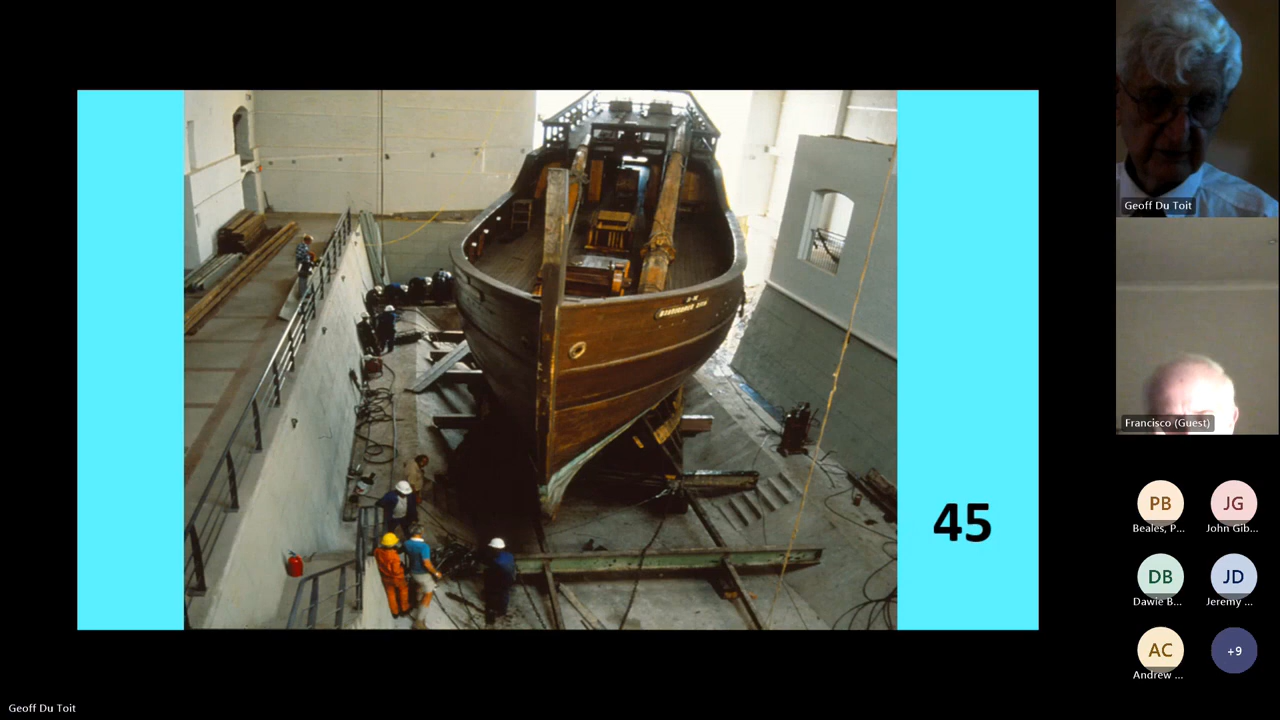 45
Geoff Du Toit
Francisco (Guest)
PB
JG
Beales, P...
John Gib...
DB
JD
Dawie B...
Jeremy ...
AC
+9
Andrew ...
Geoff Du Toit